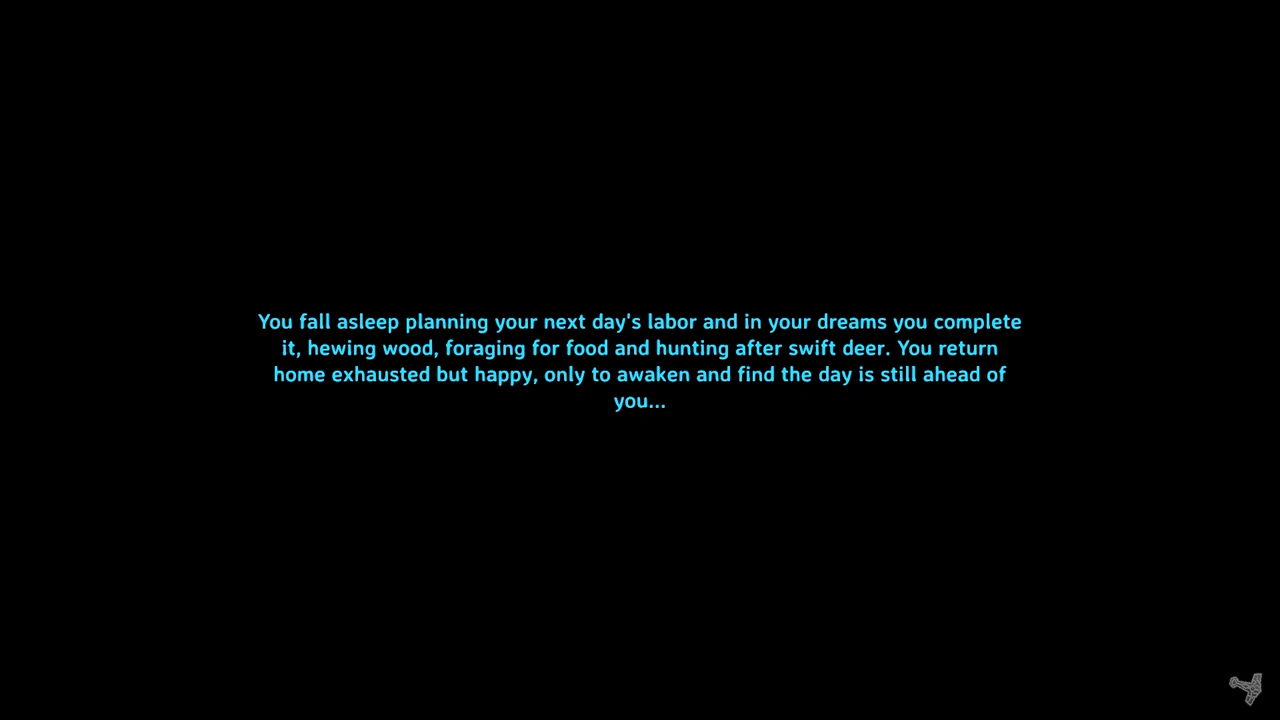 You fall asleep planning your next day's labor and in your dreams you complete
it, hewing wood, foraging for food and hunting after swift deer. You return
home exhausted but happy, only to awaken and find the day is still ahead of
you...